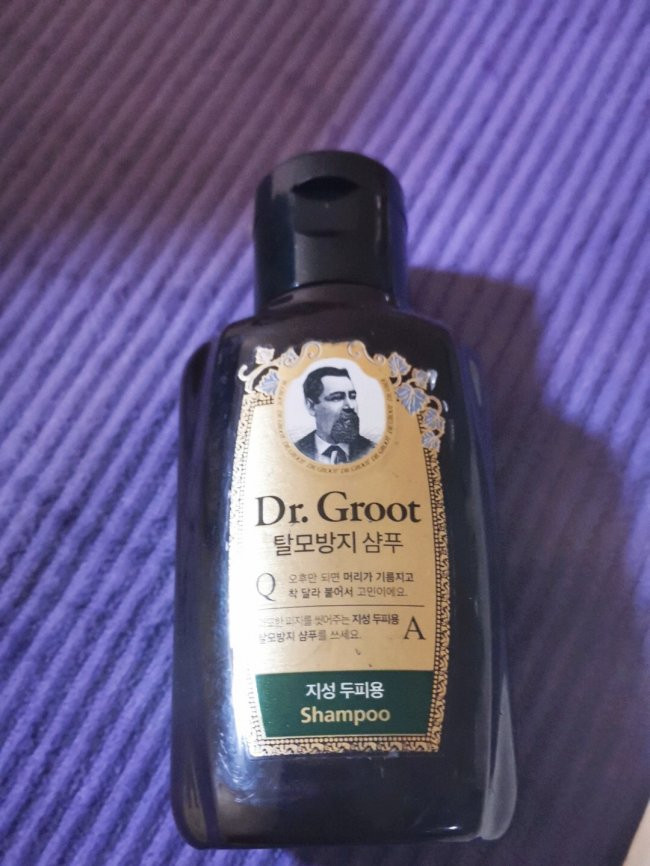 Dr. Groot
탈모방지 샴푸
Q
오후만 되면 머리가 기름지고
착 달라 붙어서 고민이에요.
피지를 씻어주는 지성 두피용
탈모방지 샴푸를 쓰세요.
A
지성 두피용
Shampoo